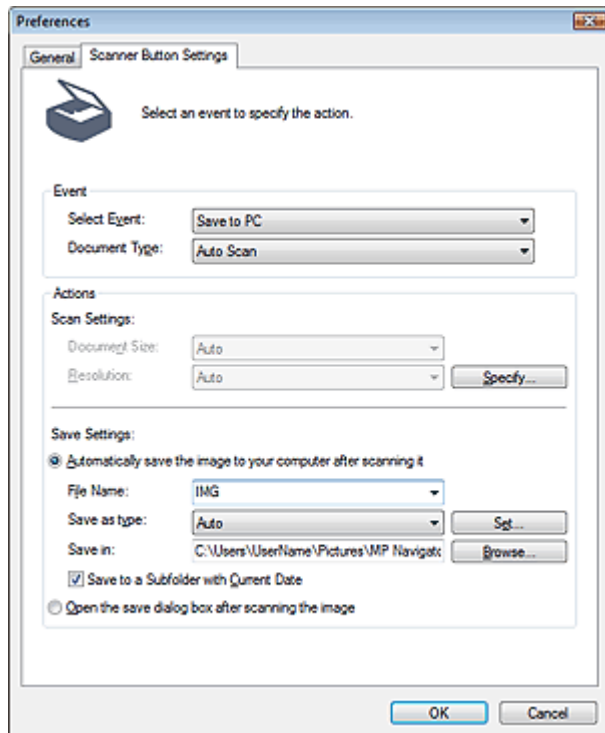 Preferences
General Scanner Button Settings
Select an event to specify the action.
Event
Select Event: Save to PC
Document Type: Auto Scan
Actions
Scan Settings:
Document Size: Auto
Resolution: Auto Specify...
Save Settings:
Automatically save the image to your computer after scanning it
File Name: IMG
Save as type: Auto Set...
Save in: C:\Users\UserName\Pictures\MP Navigato Browse...
Save to a Subfolder with Current Date
Open the save dialog box after scanning the image
OK Cancel